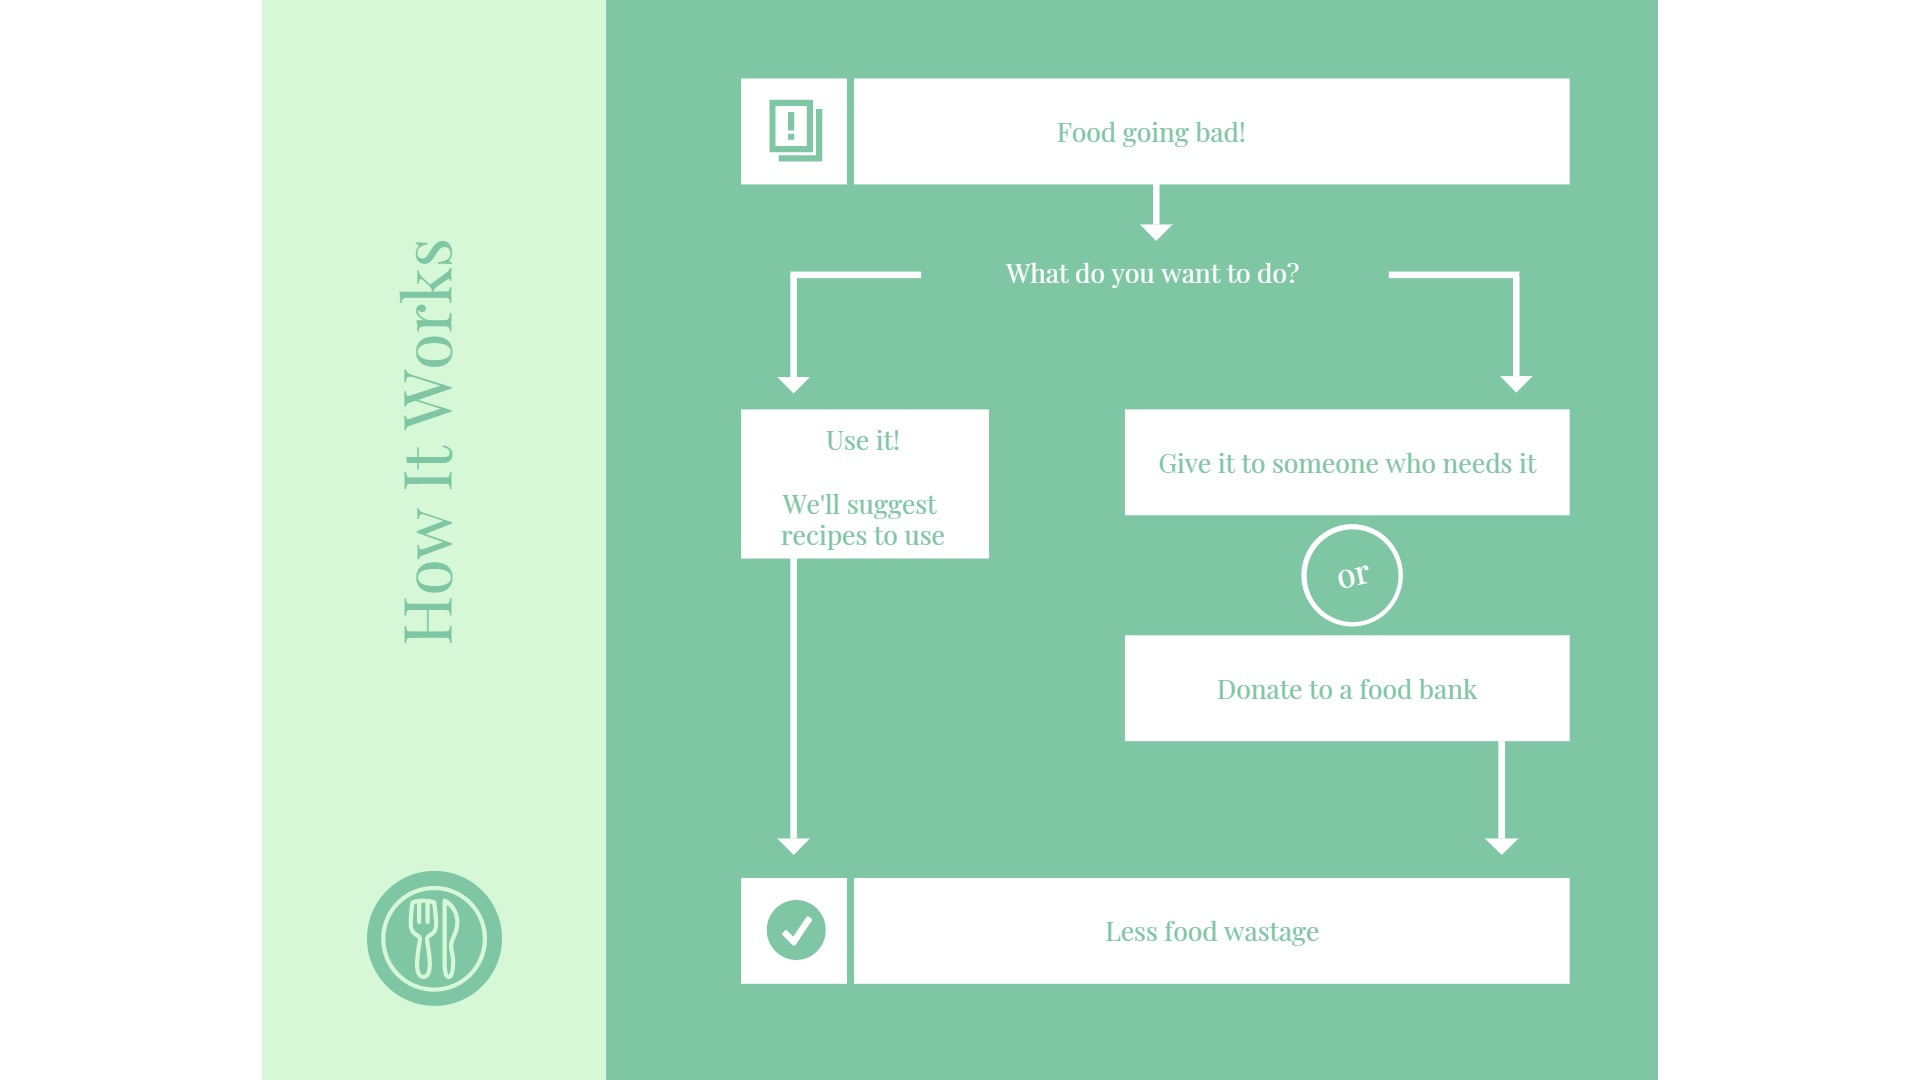 How It Works
Food going bad!
What do you want to do?
Use it!
We'll suggest
recipes to use
Give it to someone who needs it
or
Donate to a food bank
Less food wastage